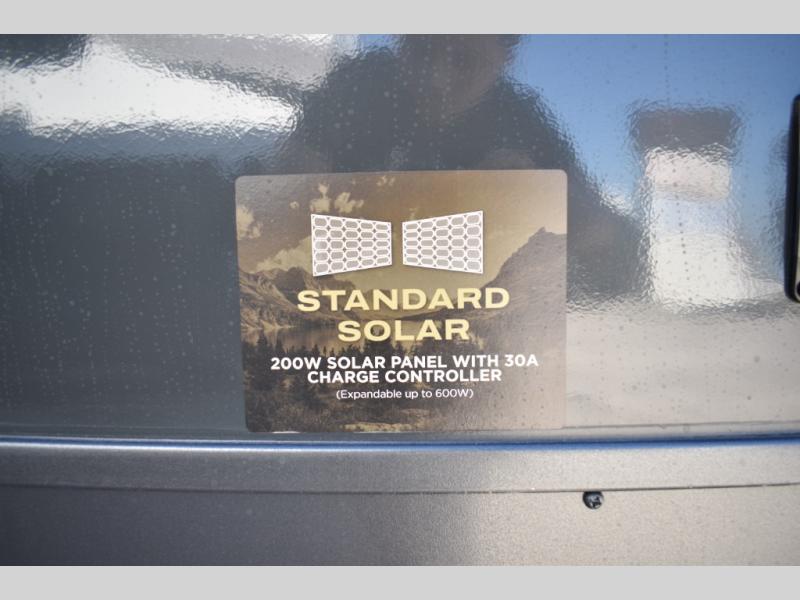 STANDARD
SOLAR
200W SOLAR PANEL WITH 30A
CHARGE CONTROLLER
(Expandable up to 600W)